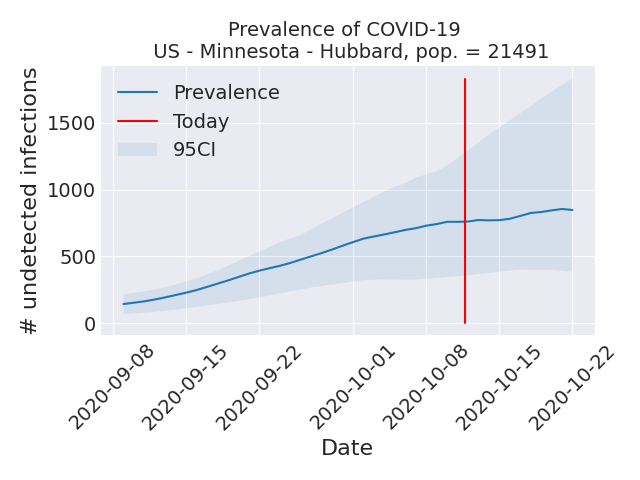 Prevalence of COVID-19
US - Minnesota - Hubbard, pop. = 21491
# undetected infections
1500
1000
500
0
Prevalence
Today
95CI
2020-09-08
2020-09-15
2020-09-22
2020-10-01
2020-10-08
2020-10-15
2020-10-22
Date